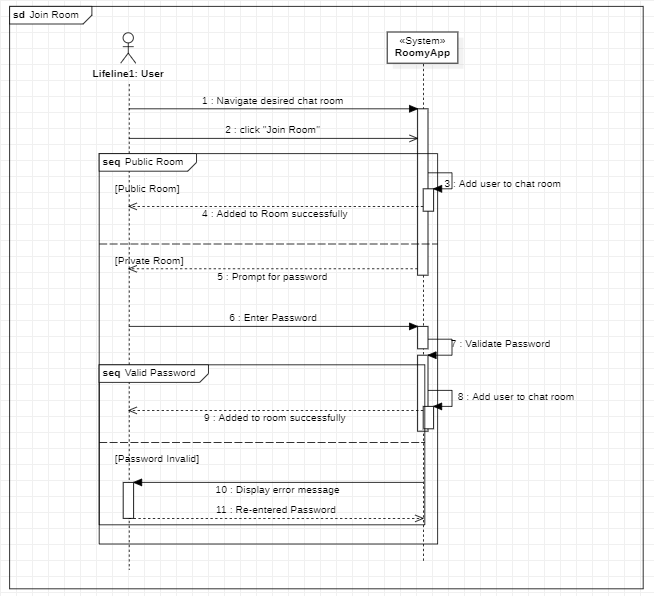 sd Join Room
«System»
RoomyApp
Lifeline1: User
1 : Navigate desired chat room
2 : click "Join Room"
seq Public Room
[Public Room]
3 : Add user to chat room
4 : Added to Room successfully
[Private Room]
5 : Prompt for password
6 : Enter Password
7 : Validate Password
seq Valid Password
8 : Add user to chat room
9 : Added to room successfully
[Password Invalid]
10 : Display error message
11 : Re-entered Password